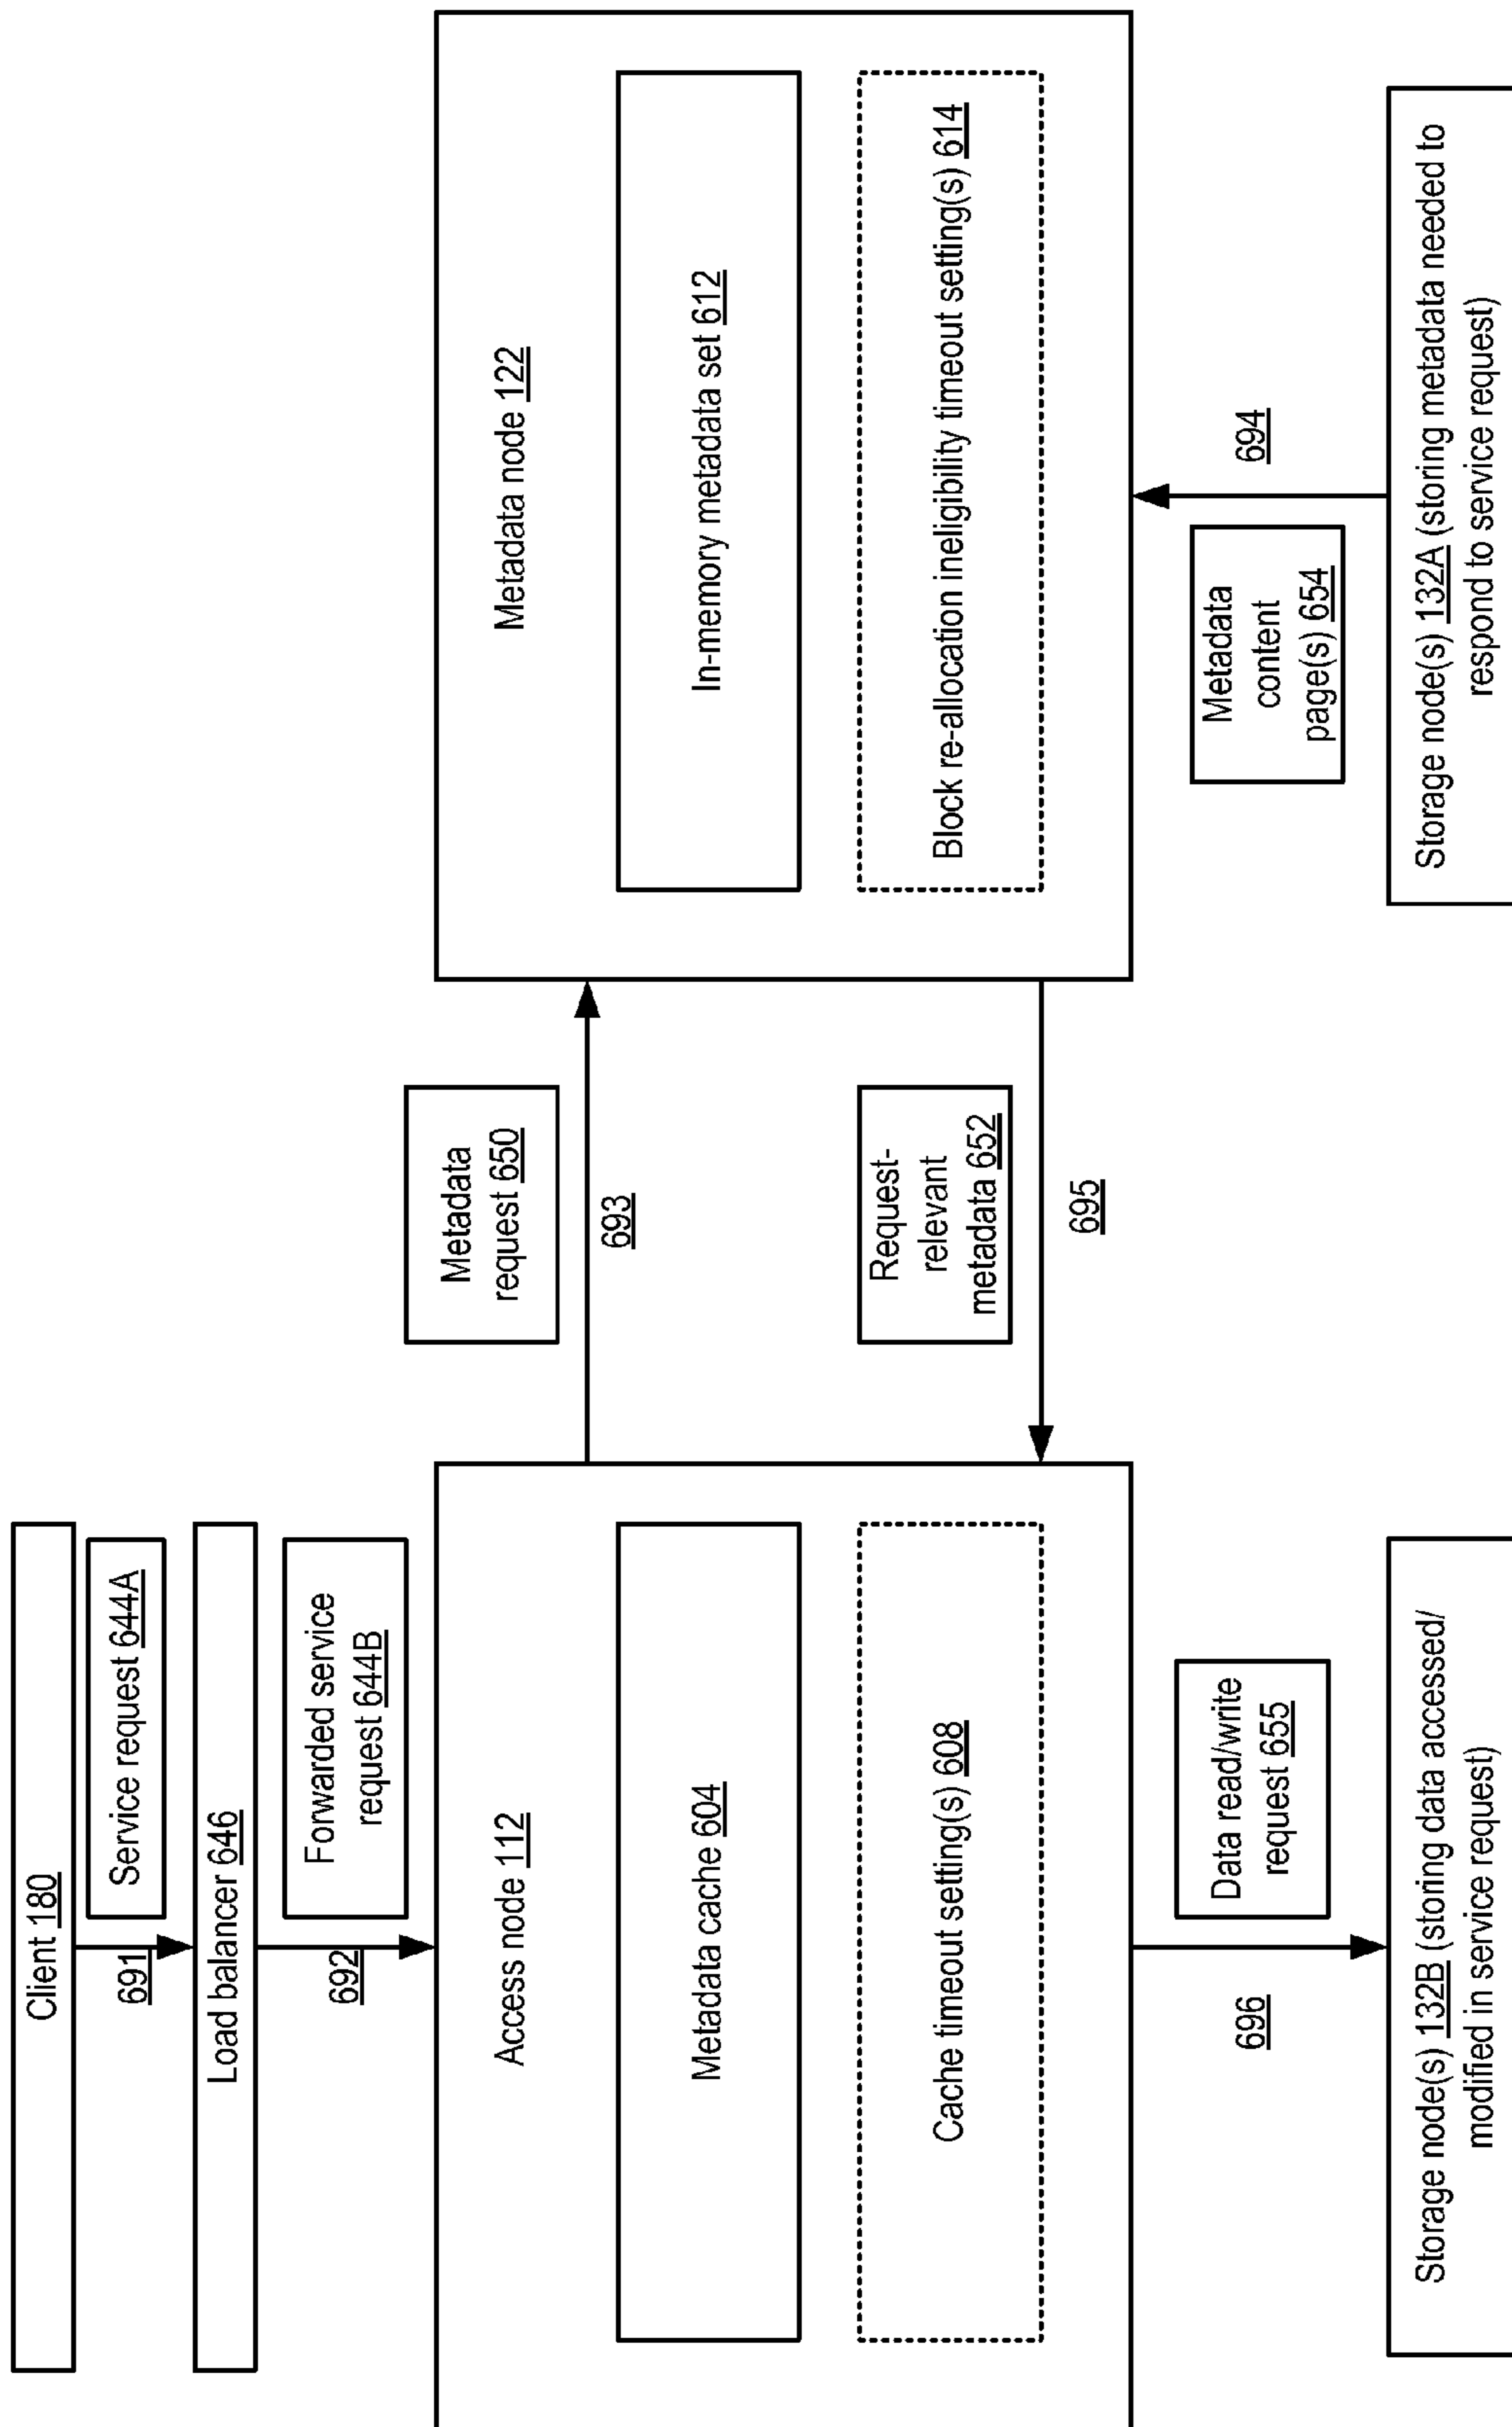 Client 180
691
Service request 644A
Load balancer 646
692
Forwarded service
request 644B
Access node 112
Metadata cache 604
Cache timeout setting(s) 608
Metadata
request 650
693
Request-
relevant
metadata 652
695
Metadata node 122
In-memory metadata set 612
Block re-allocation ineligibility timeout setting(s) 614
696
Data read/write
request 655
Metadata
content
page(s) 654
694
Storage node(s) 132B (storing data accessed/
modified in service request)
Storage node(s) 132A (storing metadata needed to
respond to service request)